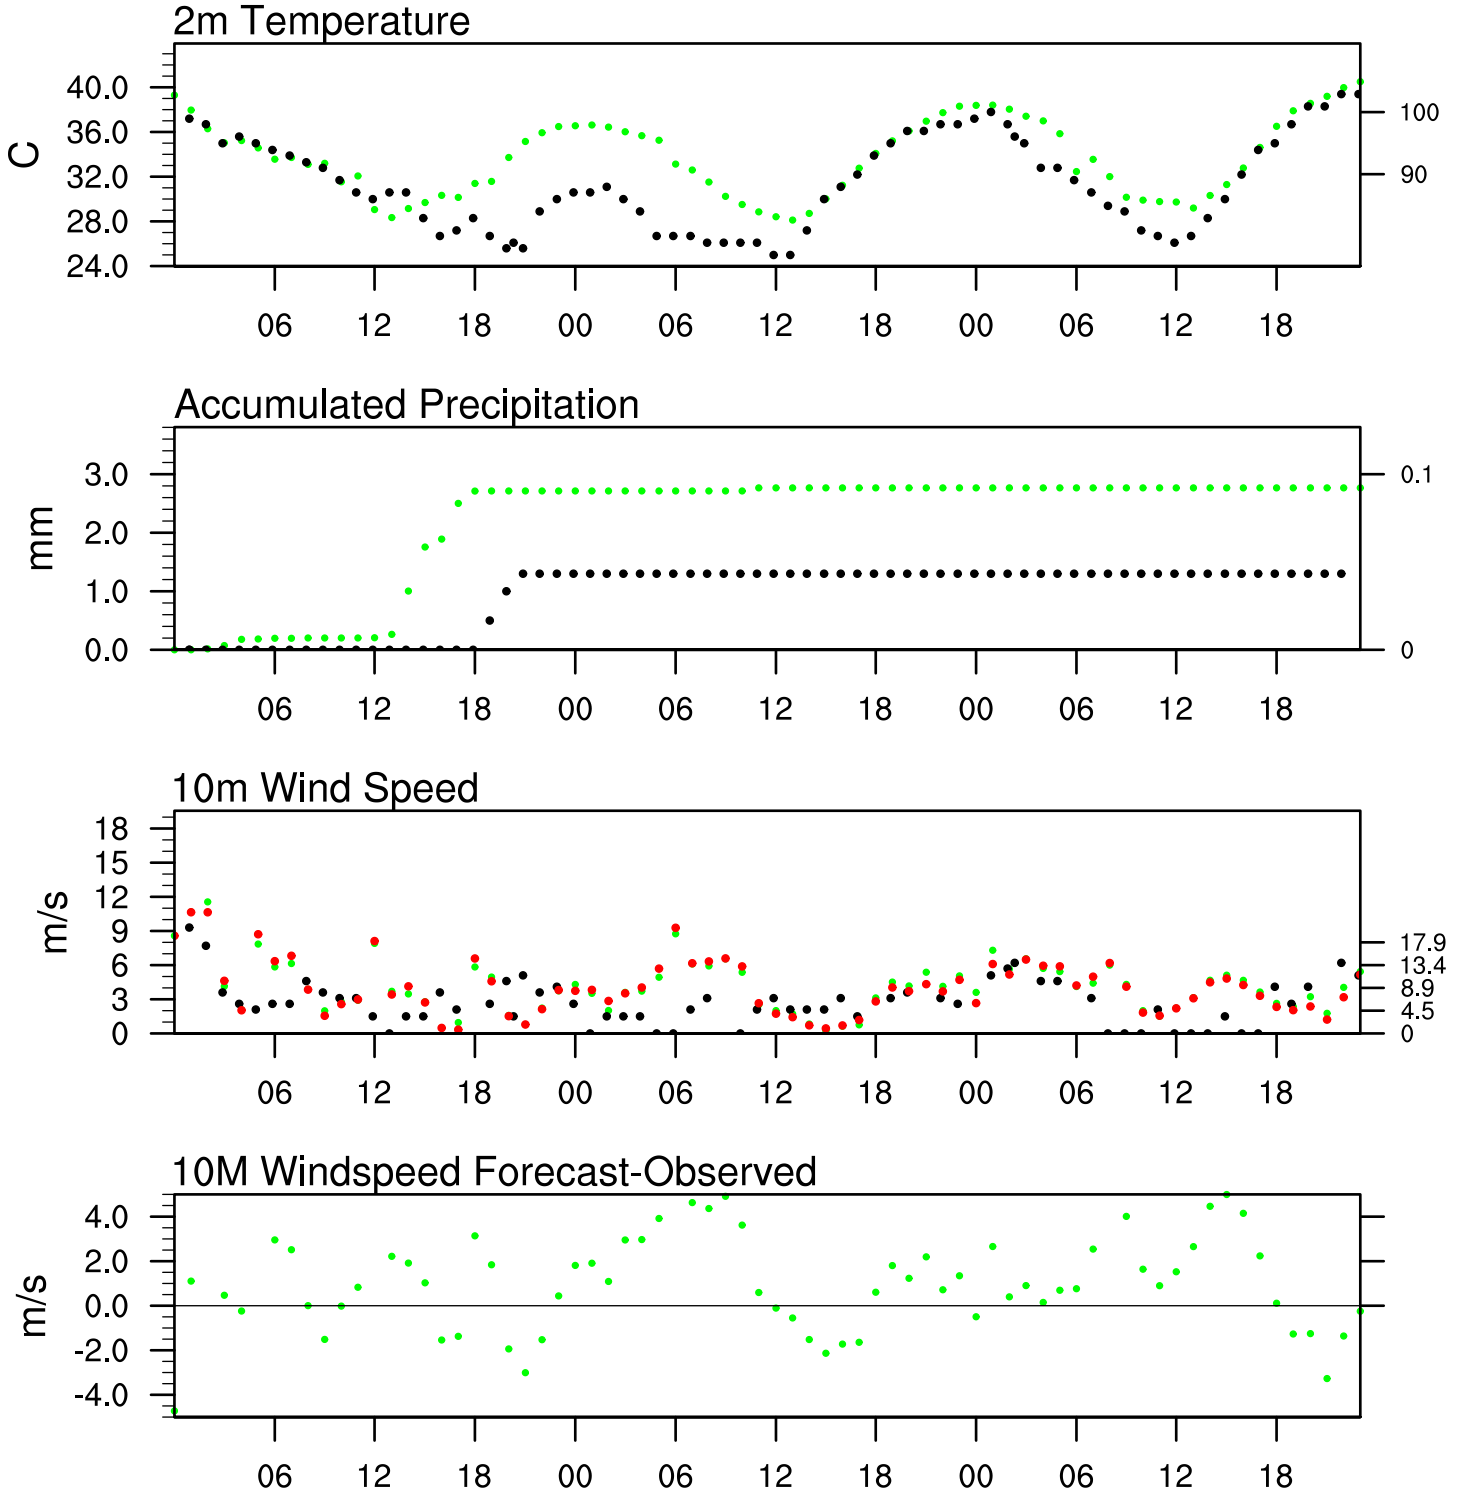 2m Temperature
40.0
36.0
32.0
28.0
24.0
C
100
90
06 12 18 00 06 12 18 00 06 12 18
Accumulated Precipitation
3.0
2.0
1.0
0.0
mm
0.1
0
06 12 18 00 06 12 18 00 06 12 18
10m Wind Speed
18
15
12
9
6
3
0
m/s
17.9
13.4
8.9
4.5
0
06 12 18 00 06 12 18 00 06 12 18
10M Windspeed Forecast-Observed
4.0
2.0
0.0
-2.0
-4.0
m/s
06 12 18 00 06 12 18 00 06 12 18